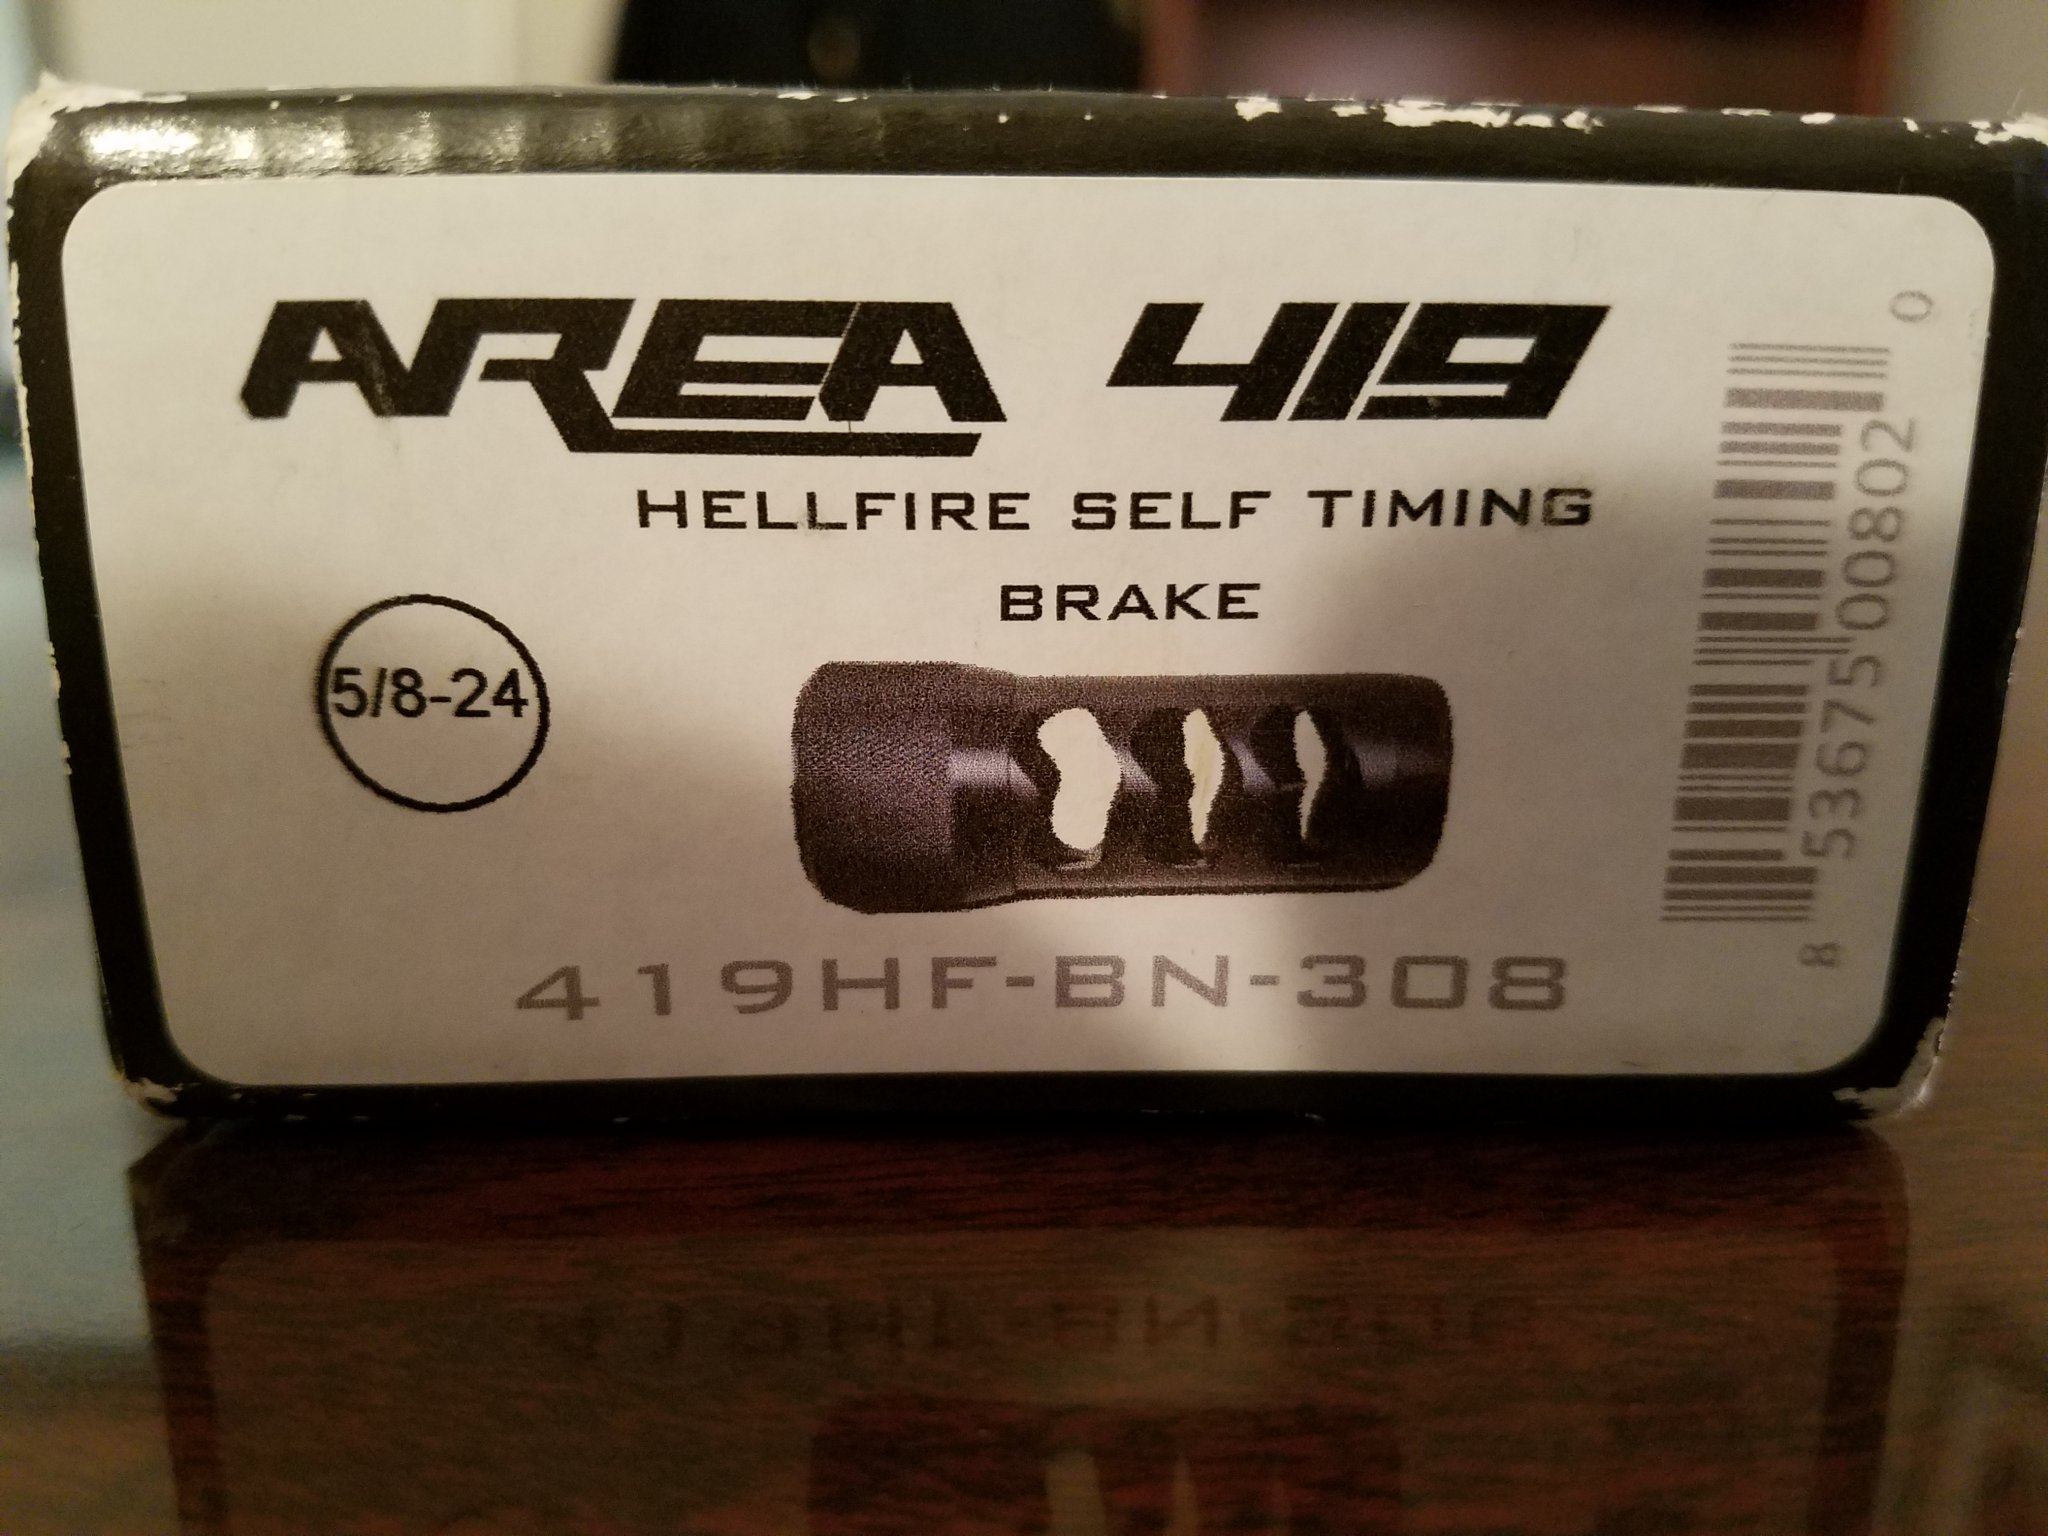 AREA 419
HELLFIRE SELF TIMING
BRAKE
5/8-24
419HF-BN-308
8 53675 00802 0